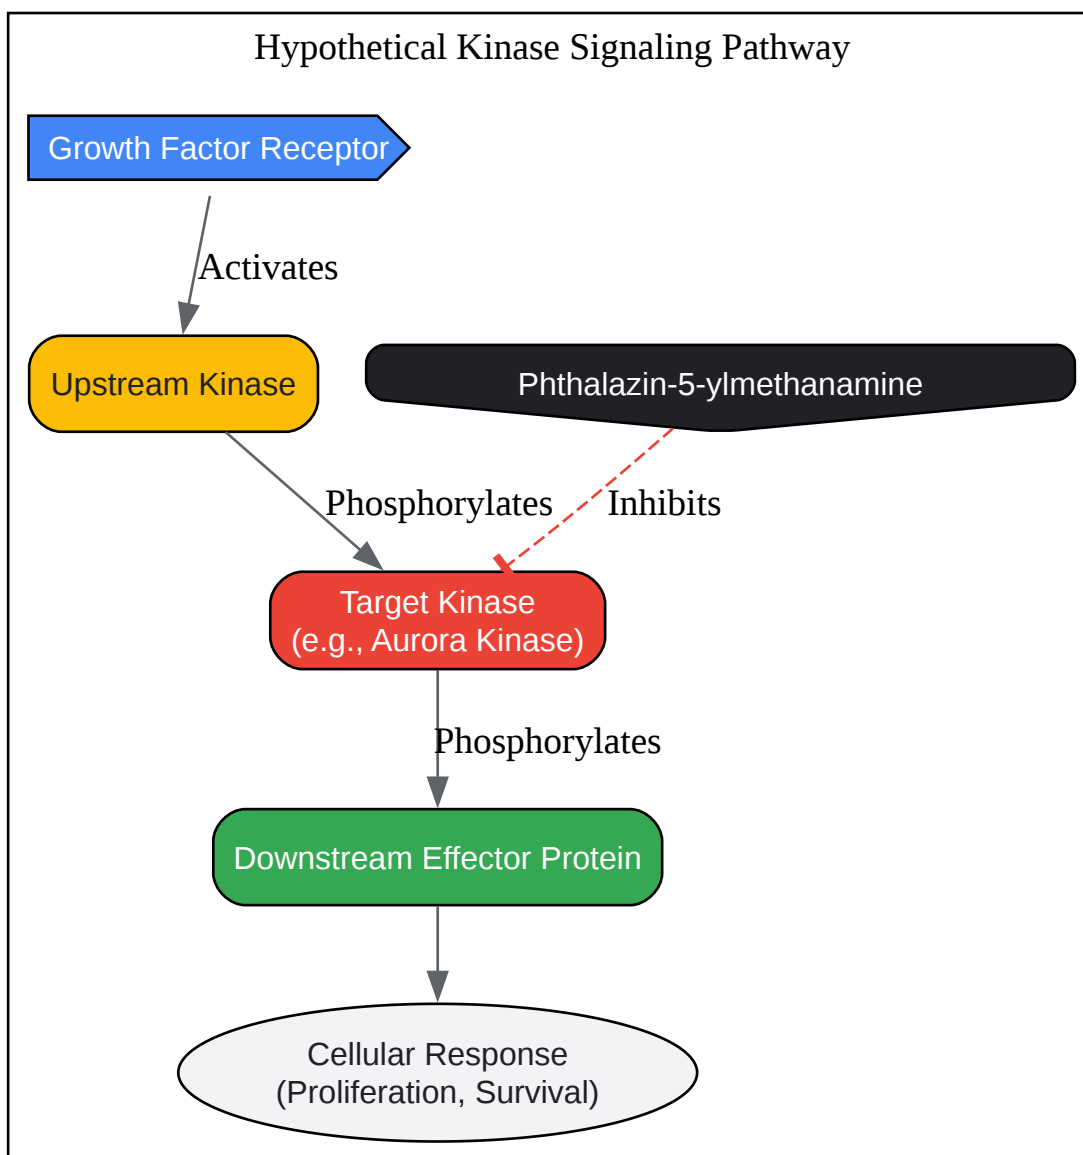 Hypothetical Kinase Signaling Pathway
Growth Factor Receptor
Activates
Upstream Kinase
Phthalazin-5-ylmethanamine
Phosphorylates
Inhibits
Target Kinase
(e.g., Aurora Kinase)
Phosphorylates
Downstream Effector Protein
Cellular Response
(Proliferation, Survival)